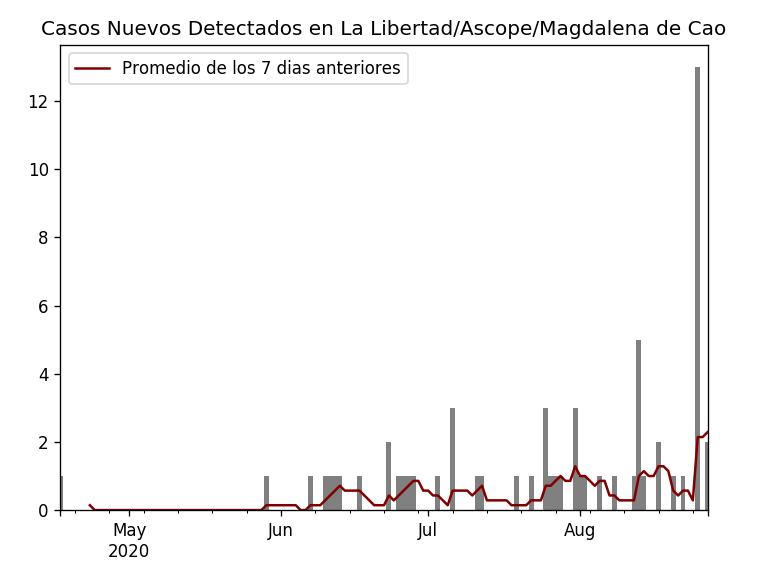 Casos Nuevos Detectados en La Libertad/Ascope/Magdalena de Cao
Promedio de los 7 dias anteriores
12
10
8
6
4
2
0
May
2020
Jun
Jul
Aug